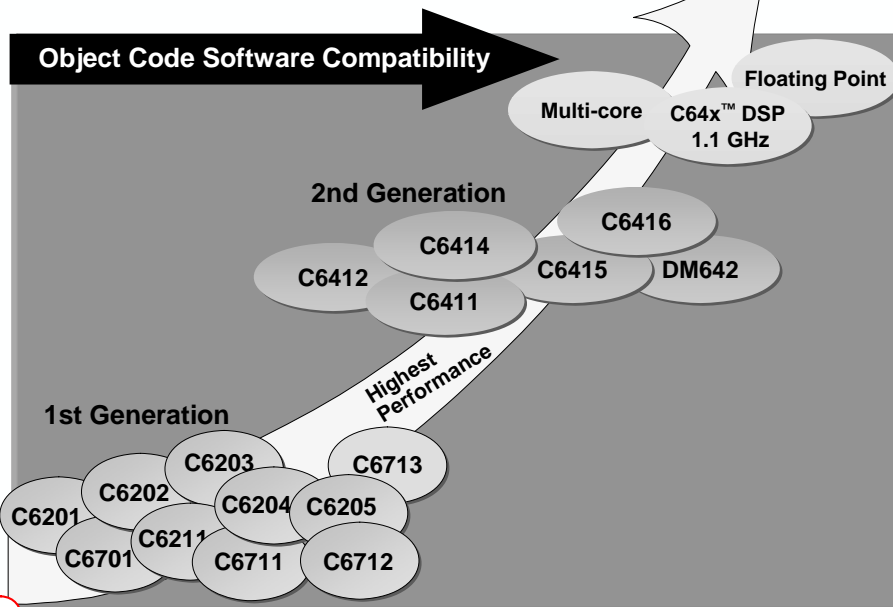 Object Code Software Compatibility
Floating Point
Multi-core
C64x™ DSP
1.1 GHz
2nd Generation
C6416
C6414
C6412
C6415
DM642
C6411
Highest
Performance
1st Generation
C6203
C6713
C6202
C6204
C6205
C6201
C6211
C6701
C6711
C6712